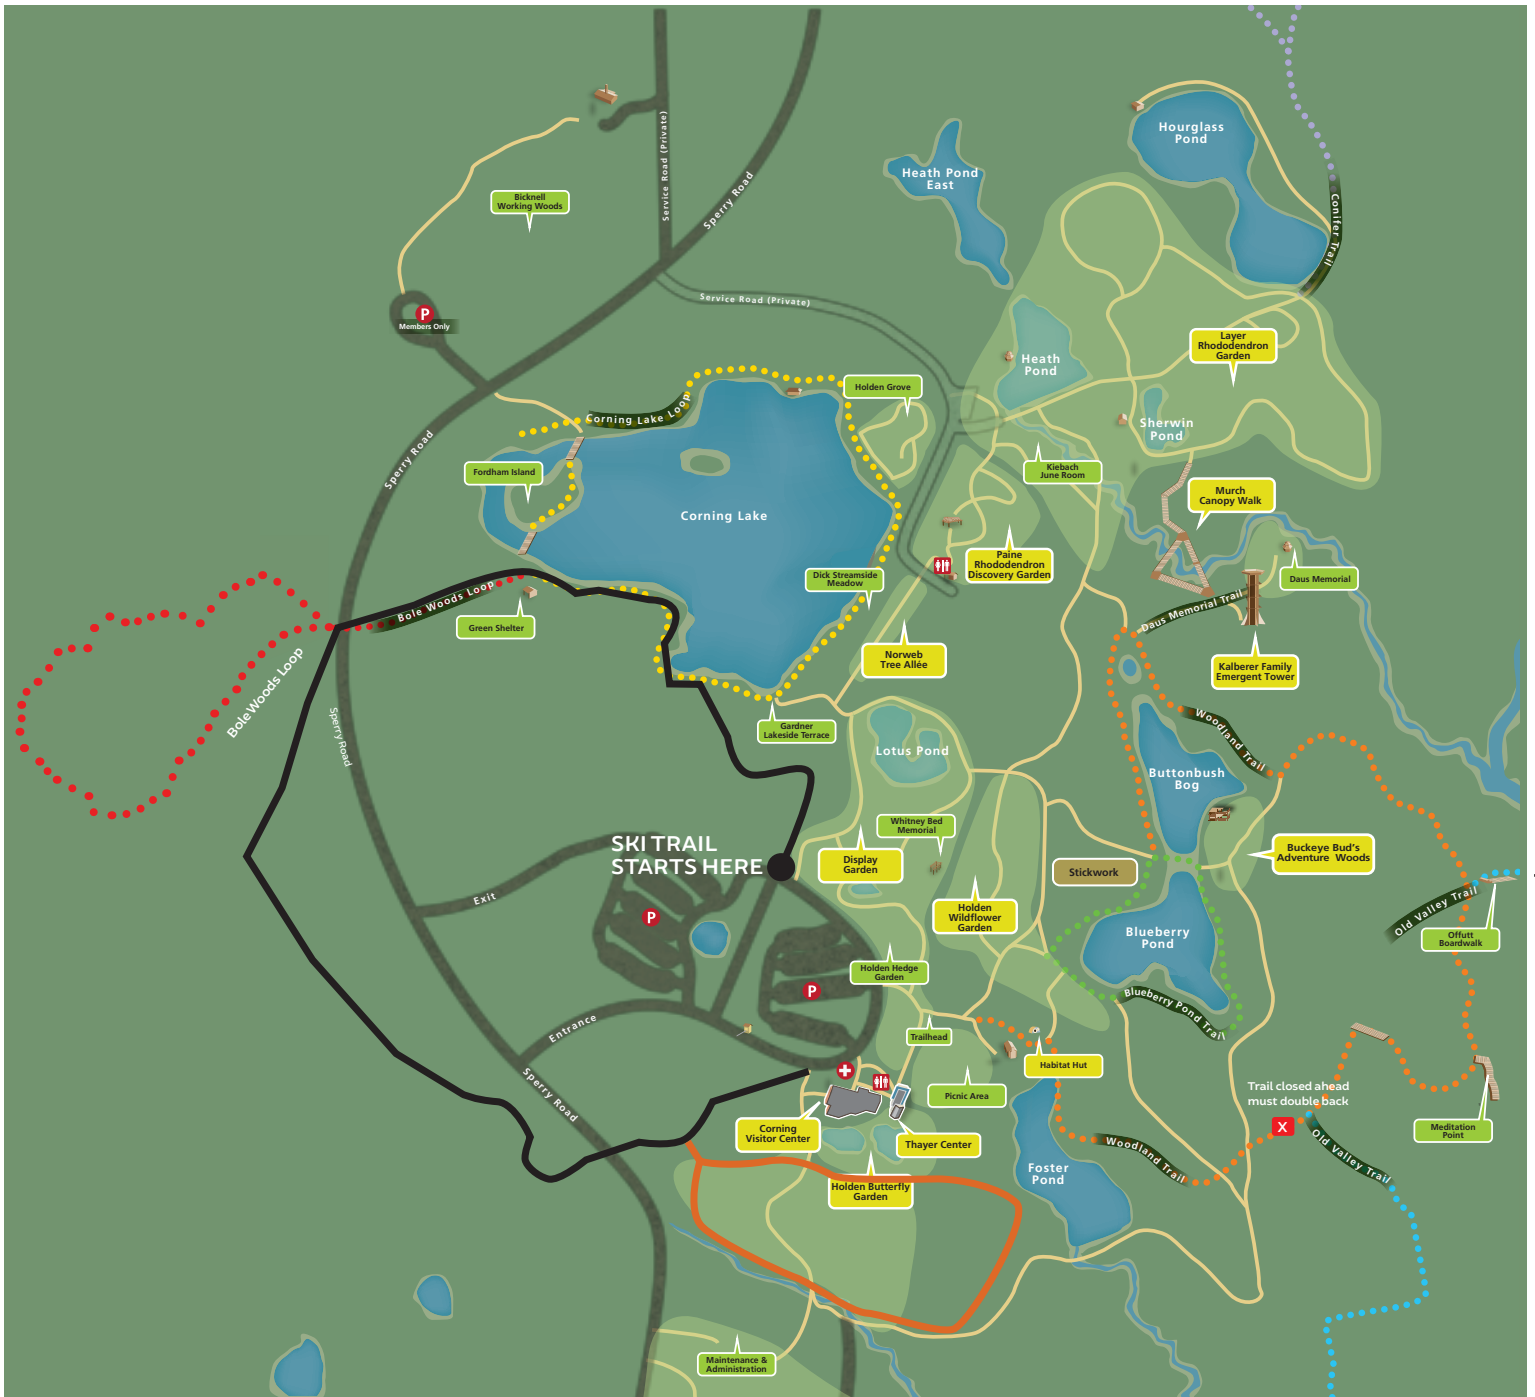 Service Road (Private)
Sperry Road
Bicknell
Working Woods
P
Members Only
Service Road (Private)
Hourglass
Pond
Heath Pond
East
Conifer Trail
Layer
Rhododendron
Garden
Heath
Pond
Holden Grove
Corning Lake Loop
Sherwin
Pond
Sperry Road
Fordham Island
Kiebach
June Room
Murch
Canopy Walk
Corning Lake
Paine
Rhododendron
Discovery Garden
Dick Streamside
Meadow
Daus Memorial
Daus Memorial Trail
Bole Woods Loop
Green Shelter
Norweb
Tree Allée
Kalberer Family
Emergent Tower
Bole Woods Loop
Sperry Road
Gardner
Lakeside Terrace
Woodland Trail
Lotus Pond
Buttonbush
Bog
Whitney Bed
Memorial
SKI TRAIL
STARTS HERE
Display
Garden
Buckeye Bud's
Adventure Woods
Stickwork
Exit
P
Holden
Wildflower
Garden
Old Valley Trail
Offutt
Boardwalk
Blueberry
Pond
Holden Hedge
Garden
P
Blueberry Pond Trail
Entrance
Trailhead
Habitat Hut
Sperry Road
Picnic Area
Trail closed ahead
must double back
X
Corning
Visitor Center
Thayer Center
Meditation
Point
Old Valley Trail
Woodland Trail
Foster
Pond
Holden Butterfly
Garden
Maintenance &
Administration